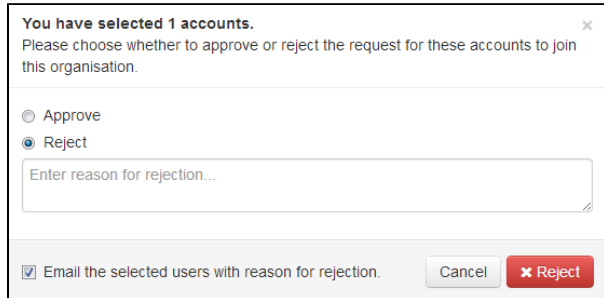 You have selected 1 accounts.
Please choose whether to approve or reject the request for these accounts to join
this organisation.
Approve
Reject
Enter reason for rejection...
Email the selected users with reason for rejection.
Cancel
Reject